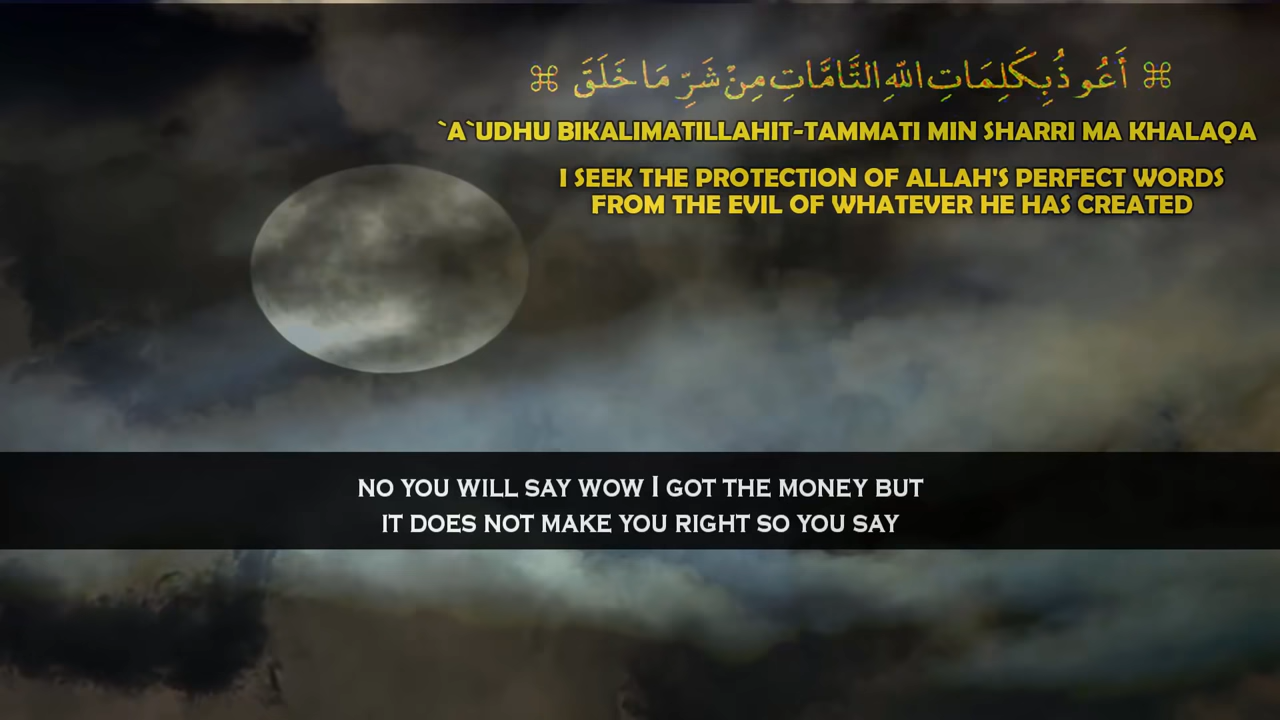 ⌘ أَعُوذُ بِكَلِمَاتِ اللّٰهِ التَّامَّاتِ مِنْ شَرِّ مَا خَلَقَ ⌘
`A`UDHU BIKALIMATILLAHIT-TAMMATI MIN SHARRI MA KHALAQA
I SEEK THE PROTECTION OF ALLAH'S PERFECT WORDS
FROM THE EVIL OF WHATEVER HE HAS CREATED
NO YOU WILL SAY WOW I GOT THE MONEY BUT
IT DOES NOT MAKE YOU RIGHT SO YOU SAY